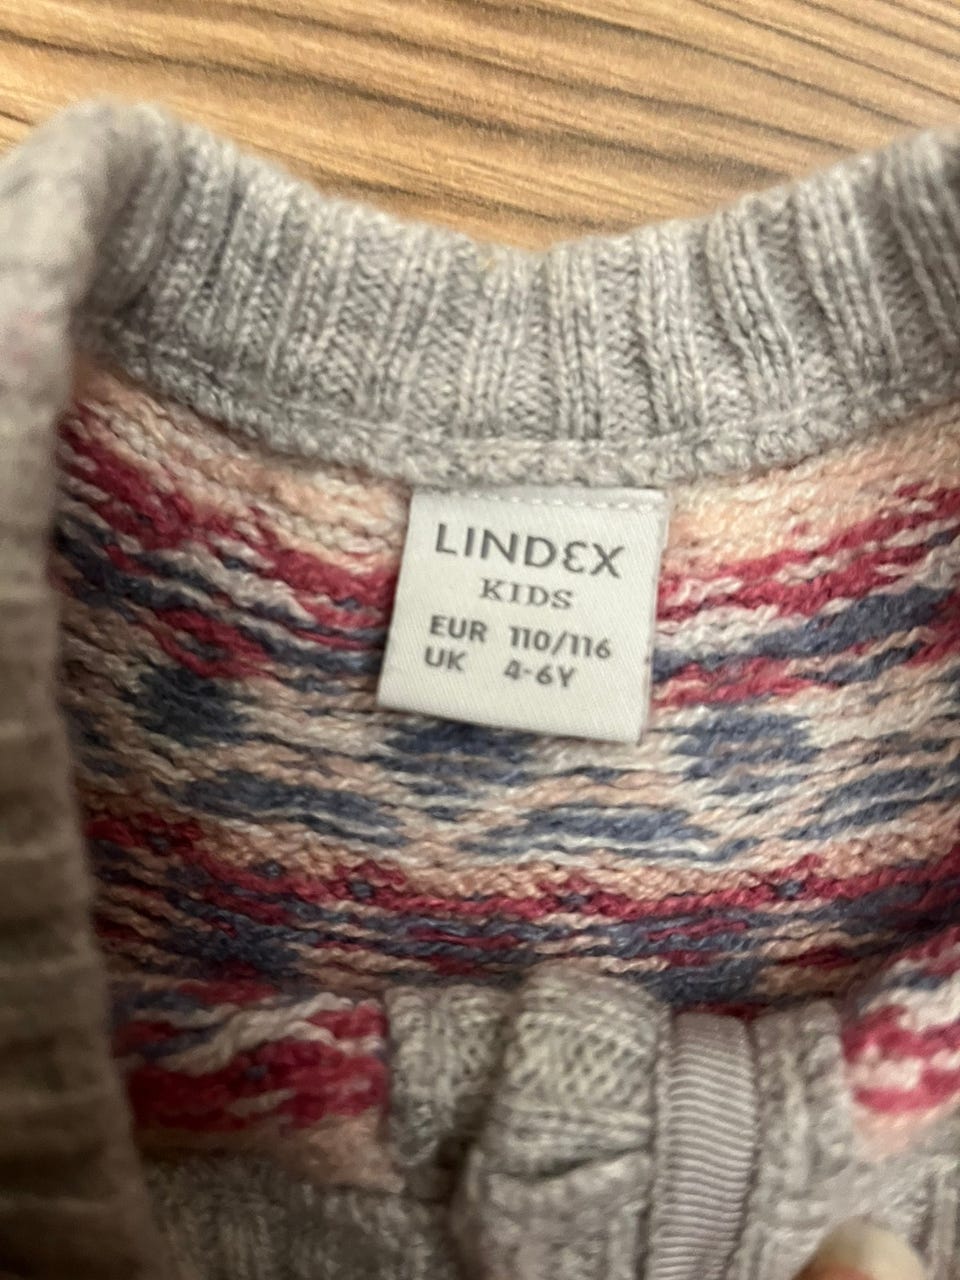 LINDEX
KIDS
EUR 110/116
UK 4-6Y